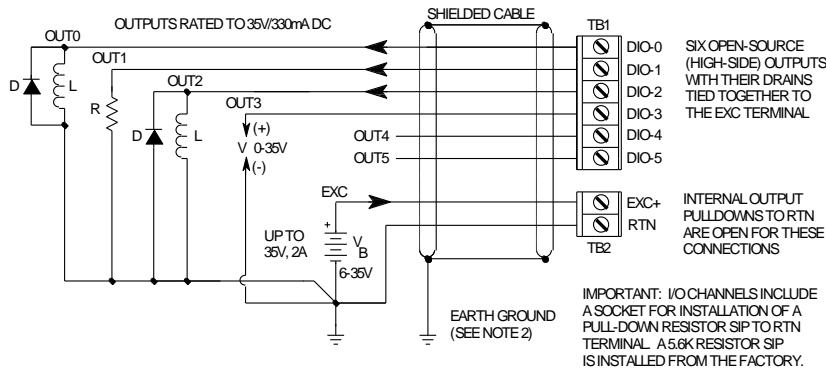 OUTPUTS RATED TO 35V/330mA DC
SHIELDED CABLE
TB1
OUT0
OUT1
OUT2
OUT3
OUT4
OUT5
D
L
R
D
L
(+)
V 0-35V
(-)
DIO-0
DIO-1
DIO-2
DIO-3
DIO-4
DIO-5
SIX OPEN-SOURCE
(HIGH-SIDE) OUTPUTS
WITH THEIR DRAINS
TIED TOGETHER TO
THE EXC TERMINAL
EXC
+
UP TO
35V, 2A
V
B
6-35V
EXC+
RTN
TB2
INTERNAL OUTPUT
PULLDOWNS TO RTN
ARE OPEN FOR THESE
CONNECTIONS
EARTH GROUND
(SEE NOTE 2)
IMPORTANT: I/O CHANNELS INCLUDE
A SOCKET FOR INSTALLATION OF A
PULL-DOWN RESISTOR SIP TO RTN
TERMINAL. A 5.6K RESISTOR SIP
IS INSTALLED FROM THE FACTORY.